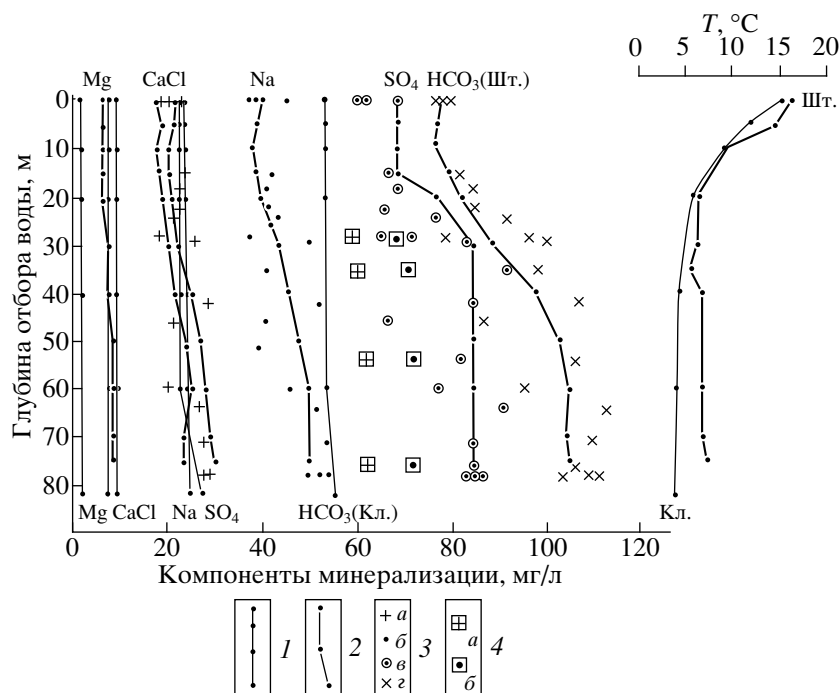 T, °C
0 5 10 15 20
Mg CaCl Na SO₄ HCO₃(Шт.)
Шт.
0
10
20
30
40
50
60
70
80
Глубина отбора воды, м
Mg CaCl Na SO₄ HCO₃(Кл.)
Кл.
0 20 40 60 80 100 120
Компоненты минерализации, мг/л
1
2
а
б
в
г
3
а
б
4